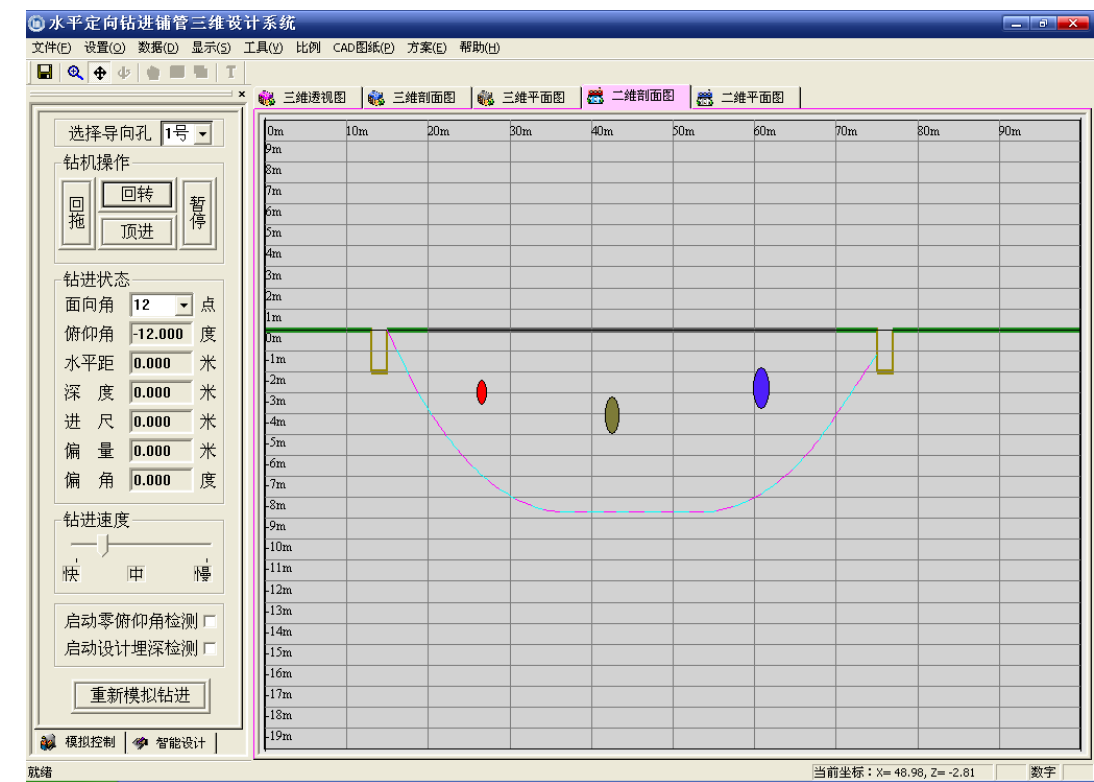 水平定向钻进铺管三维设计系统
文件(F) 设置(O) 数据(D) 显示(S) 工具(V) 比例 CAD图纸(P) 方案(E) 帮助(H)
三维透视图 三维剖面图 三维平面图 二维剖面图 二维平面图
选择导向孔 1号
钻机操作
回拖 回转 顶进 暂停
钻进状态
面向角 12 点
俯仰角 -12.000 度
水平距 0.000 米
深 度 0.000 米
进 尺 0.000 米
偏 量 0.000 米
偏 角 0.000 度
钻进速度
快 中 慢
启动零俯仰角检测
启动设计埋深检测
重新模拟钻进
模拟控制 智能设计
0m 10m 20m 30m 40m 50m 60m 70m 80m 90m
9m
8m
7m
6m
5m
4m
3m
2m
1m
0m
-1m
-2m
-3m
-4m
-5m
-6m
-7m
-8m
-9m
-10m
-11m
-12m
-13m
-14m
-15m
-16m
-17m
-18m
-19m
就绪 当前坐标：X= 48.98, Z= -2.81 数字